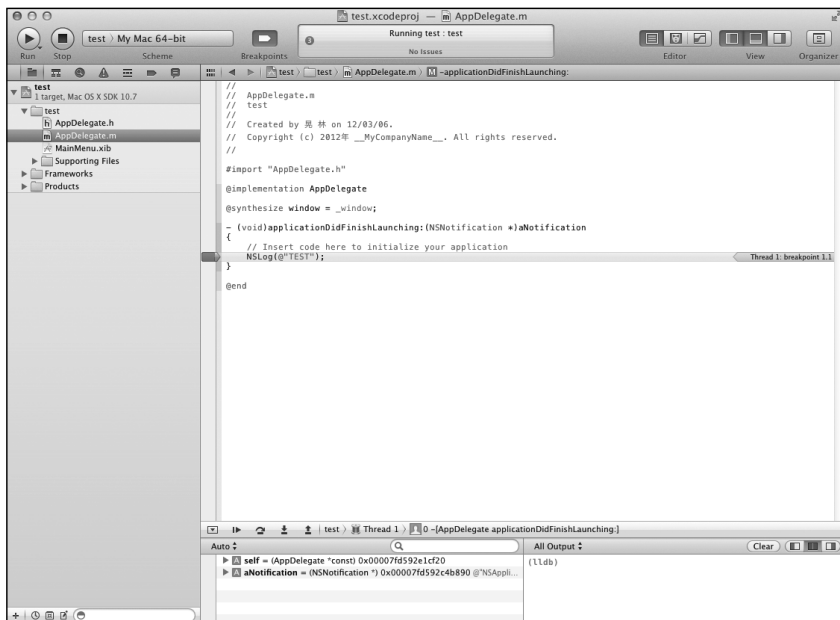 test.xcodeproj — AppDelegate.m
Run
Stop
test 〉 My Mac 64-bit
Scheme
Breakpoints
Running test : test
No Issues
Editor
View
Organizer
test 〉 test 〉 AppDelegate.m 〉 M -applicationDidFinishLaunching:
test
1 target, Mac OS X SDK 10.7
test
h AppDelegate.h
m AppDelegate.m
MainMenu.xib
Supporting Files
Frameworks
Products
//
//  AppDelegate.m
//  test
//
//  Created by 晃 林 on 12/03/06.
//  Copyright (c) 2012年 __MyCompanyName__. All rights reserved.
//
#import "AppDelegate.h"
@implementation AppDelegate
@synthesize window = _window;
- (void)applicationDidFinishLaunching:(NSNotification *)aNotification
{
    // Insert code here to initialize your application
    NSLog(@"TEST");
Thread 1: breakpoint 1.1
}
@end
test 〉 Thread 1 〉 0 -[AppDelegate applicationDidFinishLaunching:]
Auto
All Output
Clear
A self = (AppDelegate *const) 0x00007fd592e1cf20
A aNotification = (NSNotification *) 0x00007fd592c4b890 @"NSAppli...
(lldb)